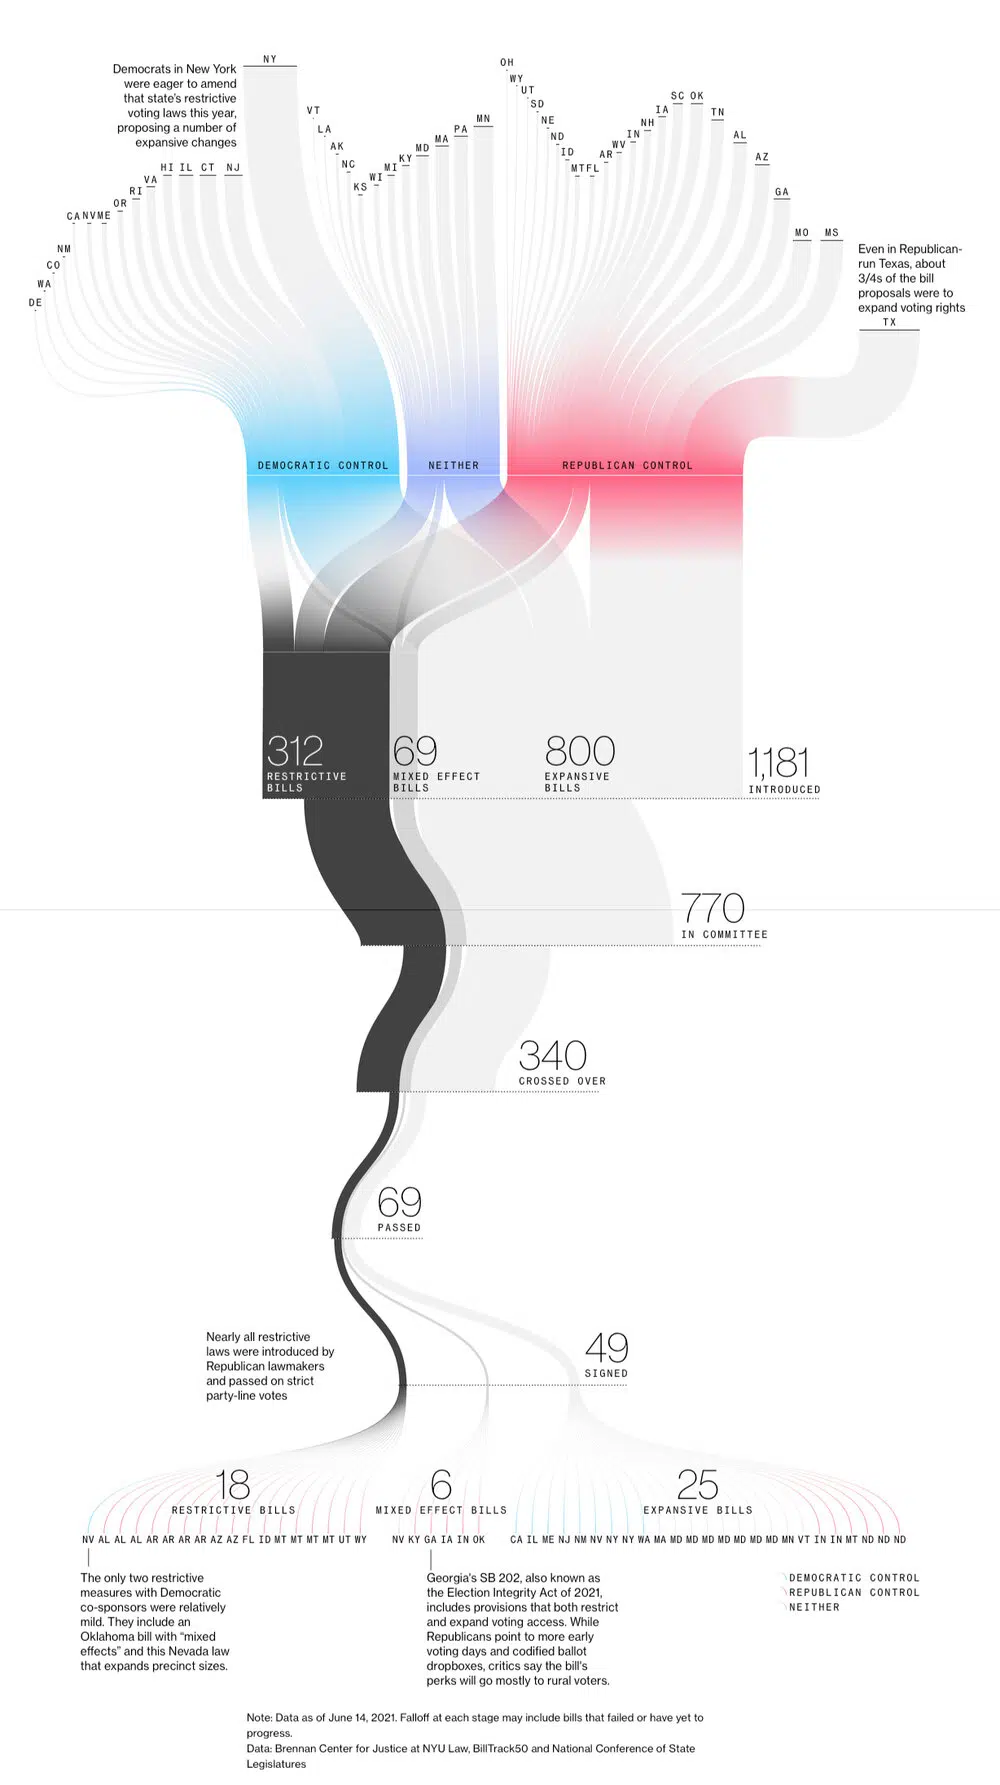 NY
Democrats in New York
were eager to amend
that state's restrictive
voting laws this year,
proposing a number of
expansive changes
DE
WA
CO
NM
CA NV ME
OR
RI
VA
HI IL CT NJ
VT
LA
AK
NC
KS
WI
MI
KY
MD
MA
PA
MN
OH
WY
UT
SD
NE
ND
ID
MT FL
AR
WV
IN
NH
IA
SC OK
TN
AL
AZ
GA
MO MS
Even in Republican-
run Texas, about
3/4s of the bill
proposals were to
expand voting rights
TX
DEMOCRATIC CONTROL
NEITHER
REPUBLICAN CONTROL
312
RESTRICTIVE
BILLS
69
MIXED EFFECT
BILLS
800
EXPANSIVE
BILLS
1,181
INTRODUCED
770
IN COMMITTEE
340
CROSSED OVER
69
PASSED
49
SIGNED
Nearly all restrictive
laws were introduced by
Republican lawmakers
and passed on strict
party-line votes
18
RESTRICTIVE BILLS
6
MIXED EFFECT BILLS
25
EXPANSIVE BILLS
NV AL AL AL AR AR AR AR AZ AZ FL ID MT MT MT MT UT WY
NV KY GA IA IN OK
CA IL ME NJ NM NV NY NY WA MA MD MD MD MD MD MD MD MN VT IN IN MT ND ND ND
The only two restrictive
measures with Democratic
co-sponsors were relatively
mild. They include an
Oklahoma bill with "mixed
effects" and this Nevada law
that expands precinct sizes.
Georgia's SB 202, also known as
the Election Integrity Act of 2021,
includes provisions that both restrict
and expand voting access. While
Republicans point to more early
voting days and codified ballot
dropboxes, critics say the bill's
perks will go mostly to rural voters.
DEMOCRATIC CONTROL
REPUBLICAN CONTROL
NEITHER
Note: Data as of June 14, 2021. Falloff at each stage may include bills that failed or have yet to
progress.
Data: Brennan Center for Justice at NYU Law, BillTrack50 and National Conference of State
Legislatures